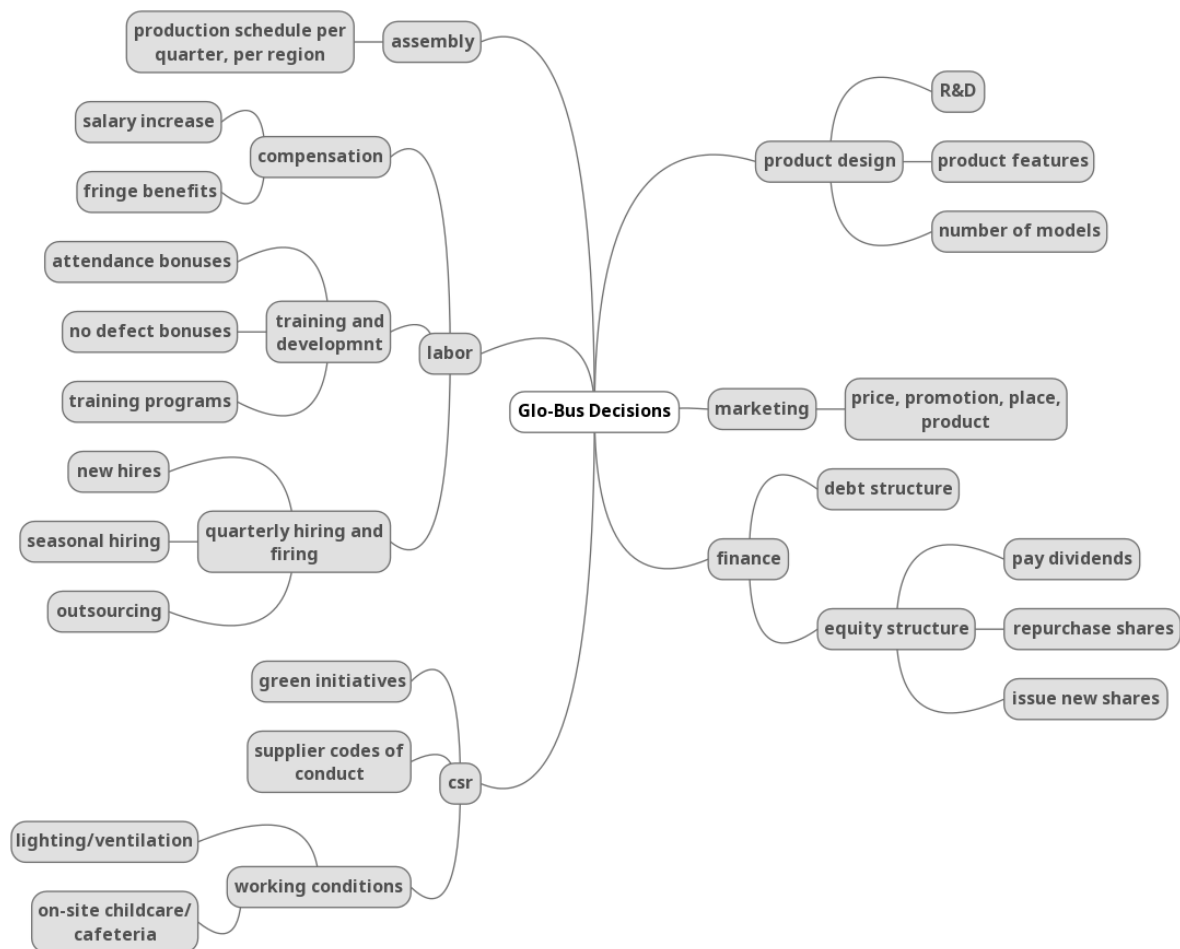 production schedule per
quarter, per region
assembly
salary increase
fringe benefits
compensation
attendance bonuses
no defect bonuses
training programs
training and
developmnt
labor
new hires
seasonal hiring
outsourcing
quarterly hiring and
firing
green initiatives
supplier codes of
conduct
csr
lighting/ventilation
on-site childcare/
cafeteria
working conditions
Glo-Bus Decisions
product design
R&D
product features
number of models
marketing
price, promotion, place,
product
finance
debt structure
equity structure
pay dividends
repurchase shares
issue new shares